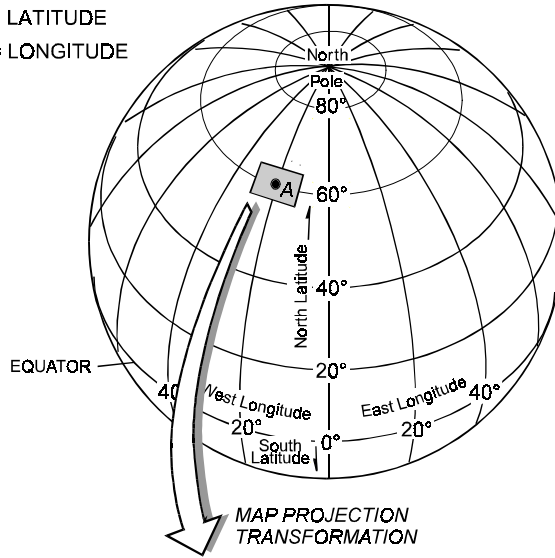 LATITUDE
= LONGITUDE
North
Pole
80°
A
60°
North Latitude
40°
20°
EQUATOR
40
West Longitude
East Longitude
40°
20°
20°
South
Latitude
0°
MAP PROJECTION
TRANSFORMATION